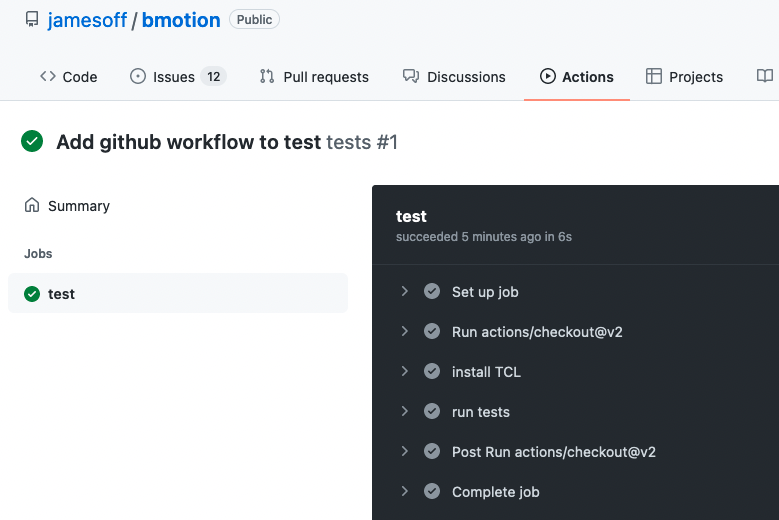 jamesoff / bmotion Public
Code Issues 12 Pull requests Discussions Actions Projects
Add github workflow to test tests #1
Summary
Jobs
test
test
succeeded 5 minutes ago in 6s
Set up job
Run actions/checkout@v2
install TCL
run tests
Post Run actions/checkout@v2
Complete job